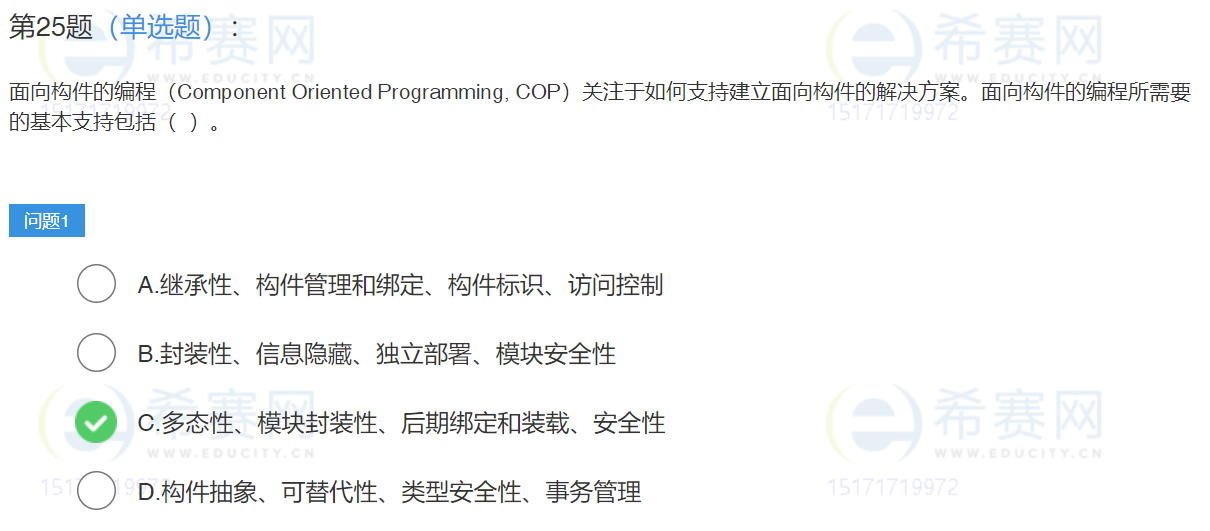 第25题（单选题）:
希赛网
WWW.EDUCITY.CN
15171719972
希赛网
WWW.EDUCITY.CN
15171719972
面向构件的编程（Component Oriented Programming, COP）关注于如何支持建立面向构件的解决方案。面向构件的编程所需要
的基本支持包括（ ）。
问题1
A.继承性、构件管理和绑定、构件标识、访问控制
B.封装性、信息隐藏、独立部署、模块安全性
希赛网
WWW.EDUCITY.CN
希赛网
WWW.EDUCITY.CN
C.多态性、模块封装性、后期绑定和装载、安全性
D.构件抽象、可替代性、类型安全性、事务管理
15171719972